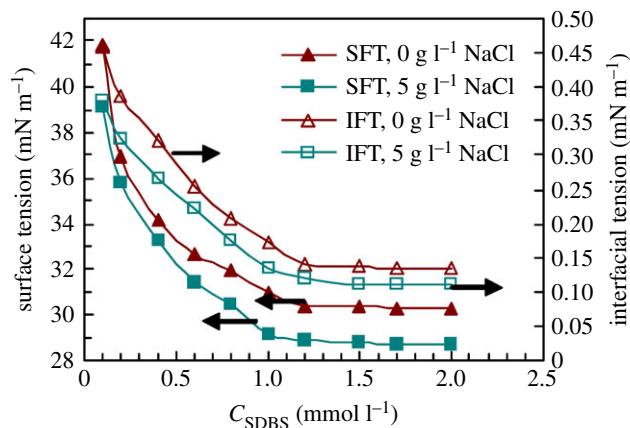 42
40
38
36
34
32
30
28
surface tension (mN m⁻¹)
0.50
0.45
0.40
0.35
0.30
0.25
0.20
0.15
0.10
0.05
0
interfacial tension (mN m⁻¹)
SFT, 0 g l⁻¹ NaCl
SFT, 5 g l⁻¹ NaCl
IFT, 0 g l⁻¹ NaCl
IFT, 5 g l⁻¹ NaCl
0 0.5 1.0 1.5 2.0 2.5
C_SDBS (mmol l⁻¹)